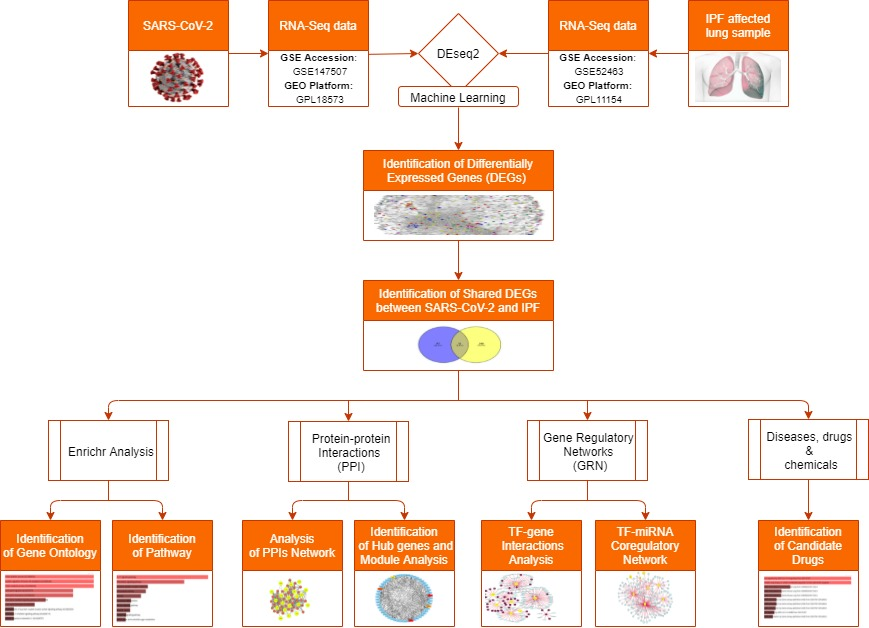 SARS-CoV-2
RNA-Seq data
GSE Accession:
GSE147507
GEO Platform:
GPL18573
DEseq2
Machine Learning
RNA-Seq data
GSE Accession:
GSE52463
GEO Platform:
GPL11154
IPF affected
lung sample
Identification of Differentially
Expressed Genes (DEGs)
Identification of Shared DEGs
between SARS-CoV-2 and IPF
Enrichr Analysis
Protein-protein
Interactions
(PPI)
Gene Regulatory
Networks
(GRN)
Diseases, drugs
&
chemicals
Identification
of Gene Ontology
Identification
of Pathway
Analysis
of PPIs Network
Identification
of Hub genes and
Module Analysis
TF-gene
Interactions
Analysis
TF-miRNA
Coregulatory
Network
Identification
of Candidate
Drugs